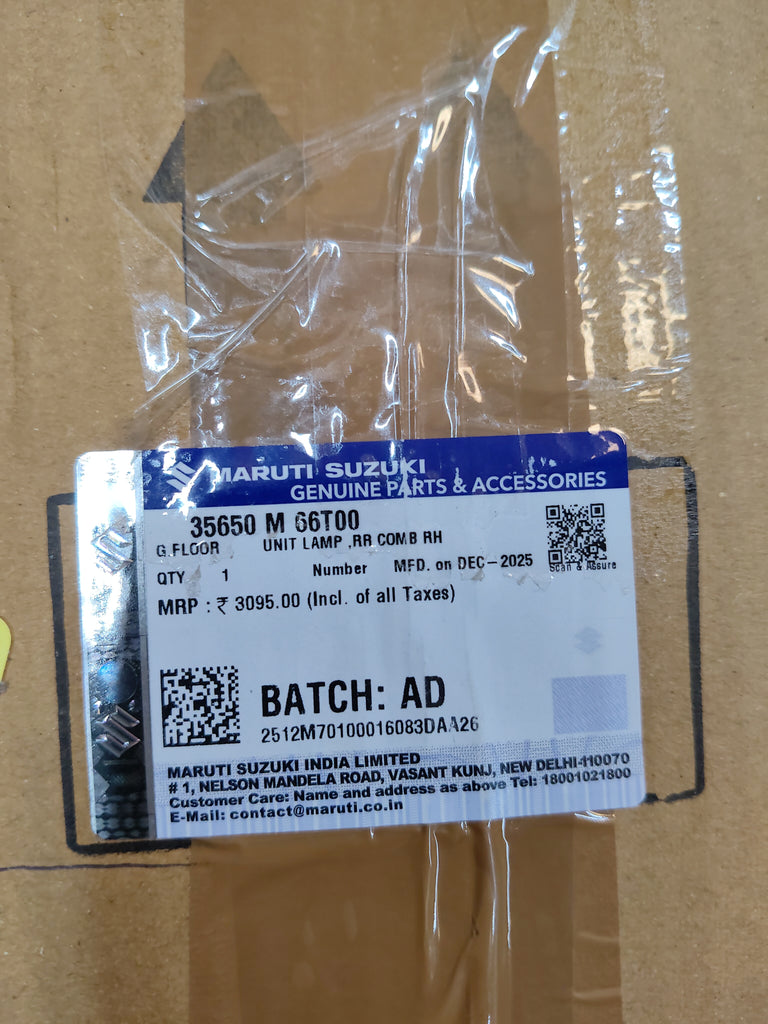 MARUTI SUZUKI
GENUINE PARTS & ACCESSORIES
35650 M 66T00
G.FLOOR UNIT LAMP ,RR COMB RH
QTY 1 Number MFD. on DEC-2025
Scan & Assure
MRP : ₹ 3095.00 (Incl. of all Taxes)
BATCH: AD
2512M70100016083DAA26
MARUTI SUZUKI INDIA LIMITED
# 1, NELSON MANDELA ROAD, VASANT KUNJ, NEW DELHI-110070
Customer Care: Name and address as above Tel: 18001021800
E-Mail: contact@maruti.co.in